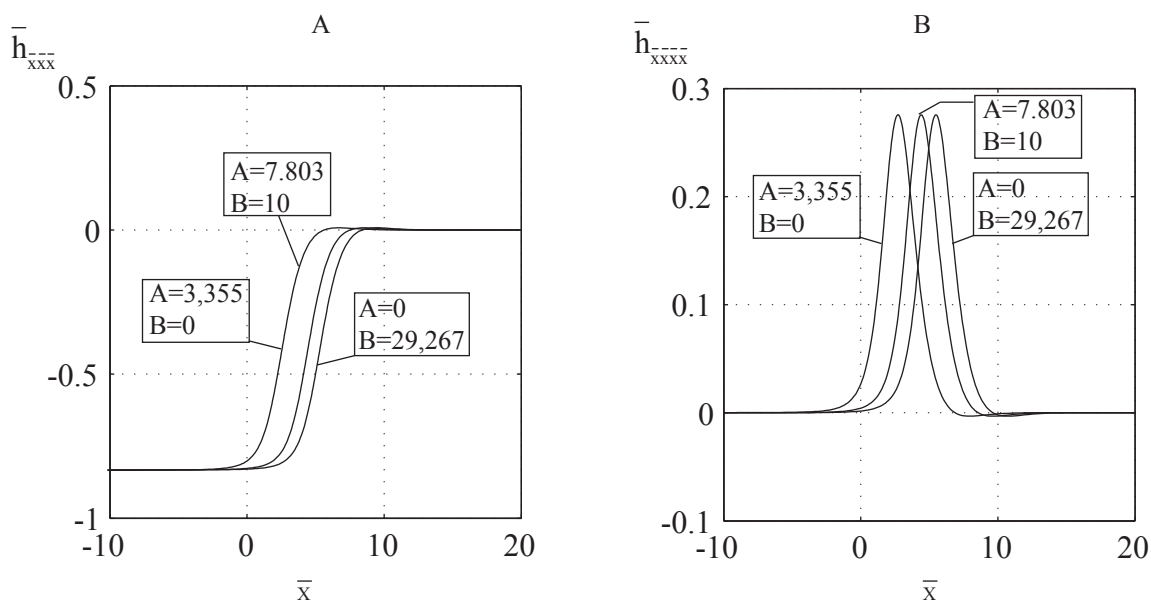 A
h̅x̅x̅x̅
0.5
0
-0.5
-1
-10
0
10
20
x̅
A=7.803
B=10
A=3,355
B=0
A=0
B=29,267
B
h̅x̅x̅x̅x̅
0.3
0.2
0.1
0
-0.1
-10
0
10
20
x̅
A=7.803
B=10
A=3,355
B=0
A=0
B=29,267